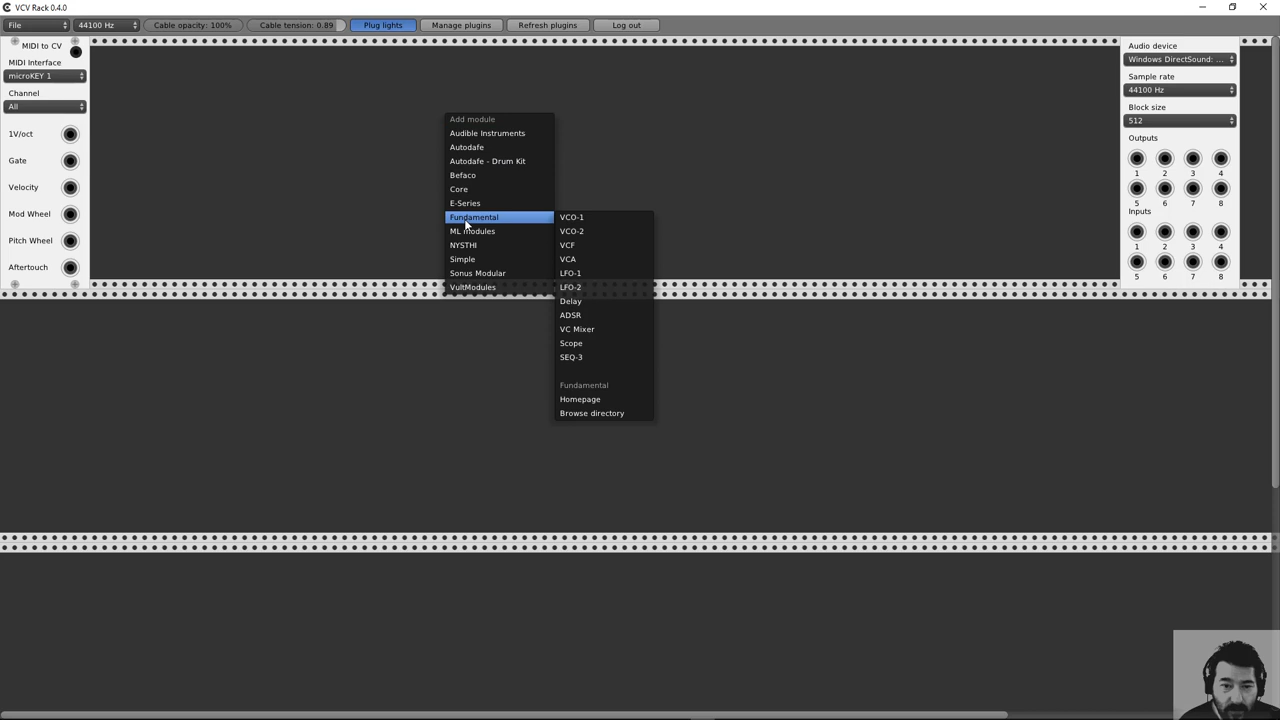 VCV Rack 0.4.0
File 44100 Hz Cable opacity: 100% Cable tension: 0.89 Plug lights Manage plugins Refresh plugins Log out
MIDI to CV
MIDI Interface
microKEY 1
Channel
All
1V/oct
Gate
Velocity
Mod Wheel
Pitch Wheel
Aftertouch
Add module
Audible Instruments
Autodafe
Autodafe - Drum Kit
Befaco
Core
E-Series
Fundamental
ML modules
NYSTHI
Simple
Sonus Modular
VultModules
VCO-1
VCO-2
VCF
VCA
LFO-1
LFO-2
Delay
ADSR
VC Mixer
Scope
SEQ-3
Fundamental
Homepage
Browse directory
Audio device
Windows DirectSound: ...
Sample rate
44100 Hz
Block size
512
Outputs
1 2 3 4
5 6 7 8
Inputs
1 2 3 4
5 6 7 8